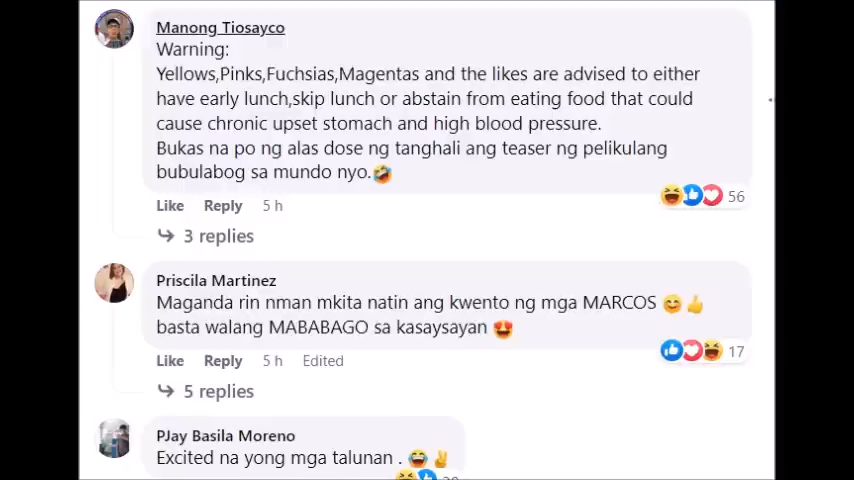 Manong Tiosayco
Warning:
Yellows,Pinks,Fuchsias,Magentas and the likes are advised to either
have early lunch,skip lunch or abstain from eating food that could
cause chronic upset stomach and high blood pressure.
Bukas na po ng alas dose ng tanghali ang teaser ng pelikulang
bubulabog sa mundo nyo.🤣
56
Like Reply 5 h
3 replies
Priscila Martinez
Maganda rin nman mkita natin ang kwento ng mga MARCOS 😊👍
basta walang MABABAGO sa kasaysayan 😍
17
Like Reply 5 h Edited
5 replies
PJay Basila Moreno
Excited na yong mga talunan . 😂✌️